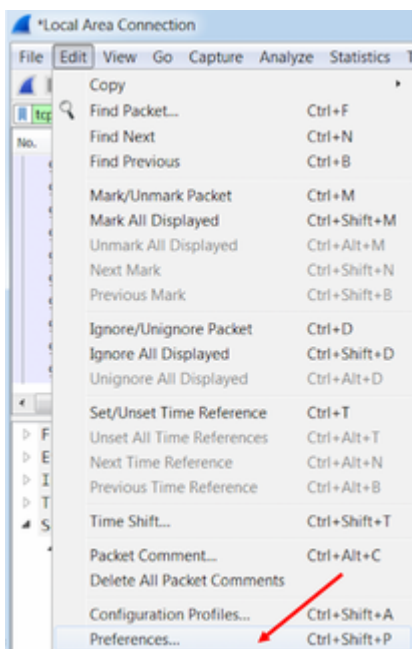 *Local Area Connection
File Edit View Go Capture Analyze Statistics
tcp
No.
Copy
Find Packet... Ctrl+F
Find Next Ctrl+N
Find Previous Ctrl+B
Mark/Unmark Packet Ctrl+M
Mark All Displayed Ctrl+Shift+M
Unmark All Displayed Ctrl+Alt+M
Next Mark Ctrl+Shift+N
Previous Mark Ctrl+Shift+B
Ignore/Unignore Packet Ctrl+D
Ignore All Displayed Ctrl+Shift+D
Unignore All Displayed Ctrl+Alt+D
Set/Unset Time Reference Ctrl+T
Unset All Time References Ctrl+Alt+T
Next Time Reference Ctrl+Alt+N
Previous Time Reference Ctrl+Alt+B
Time Shift... Ctrl+Shift+T
Packet Comment... Ctrl+Alt+C
Delete All Packet Comments
Configuration Profiles... Ctrl+Shift+A
Preferences... Ctrl+Shift+P